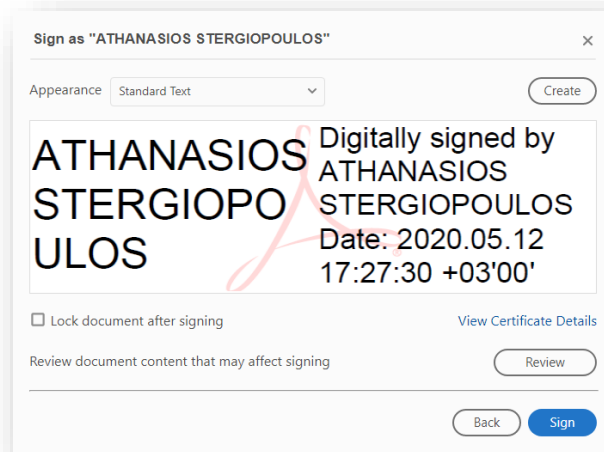 Sign as "ATHANASIOS STERGIOPOULOS"
Appearance Standard Text Create
ATHANASIOS
STERGIOPO
ULOS
Digitally signed by
ATHANASIOS
STERGIOPOULOS
Date: 2020.05.12
17:27:30 +03'00'
Lock document after signing View Certificate Details
Review document content that may affect signing Review
Back Sign